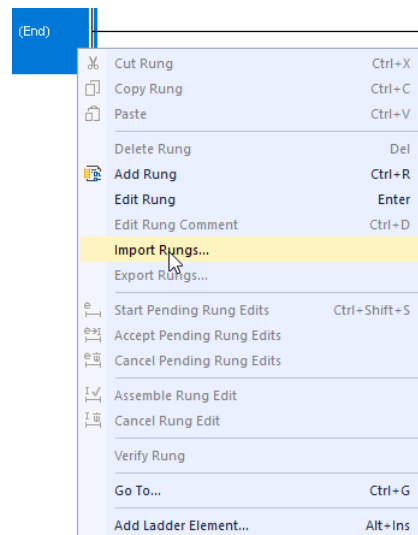 (End)
Cut Rung Ctrl+X
Copy Rung Ctrl+C
Paste Ctrl+V
Delete Rung Del
Add Rung Ctrl+R
Edit Rung Enter
Edit Rung Comment Ctrl+D
Import Rungs...
Export Rungs...
Start Pending Rung Edits Ctrl+Shift+S
Accept Pending Rung Edits
Cancel Pending Rung Edits
Assemble Rung Edit
Cancel Rung Edit
Verify Rung
Go To... Ctrl+G
Add Ladder Element... Alt+Ins